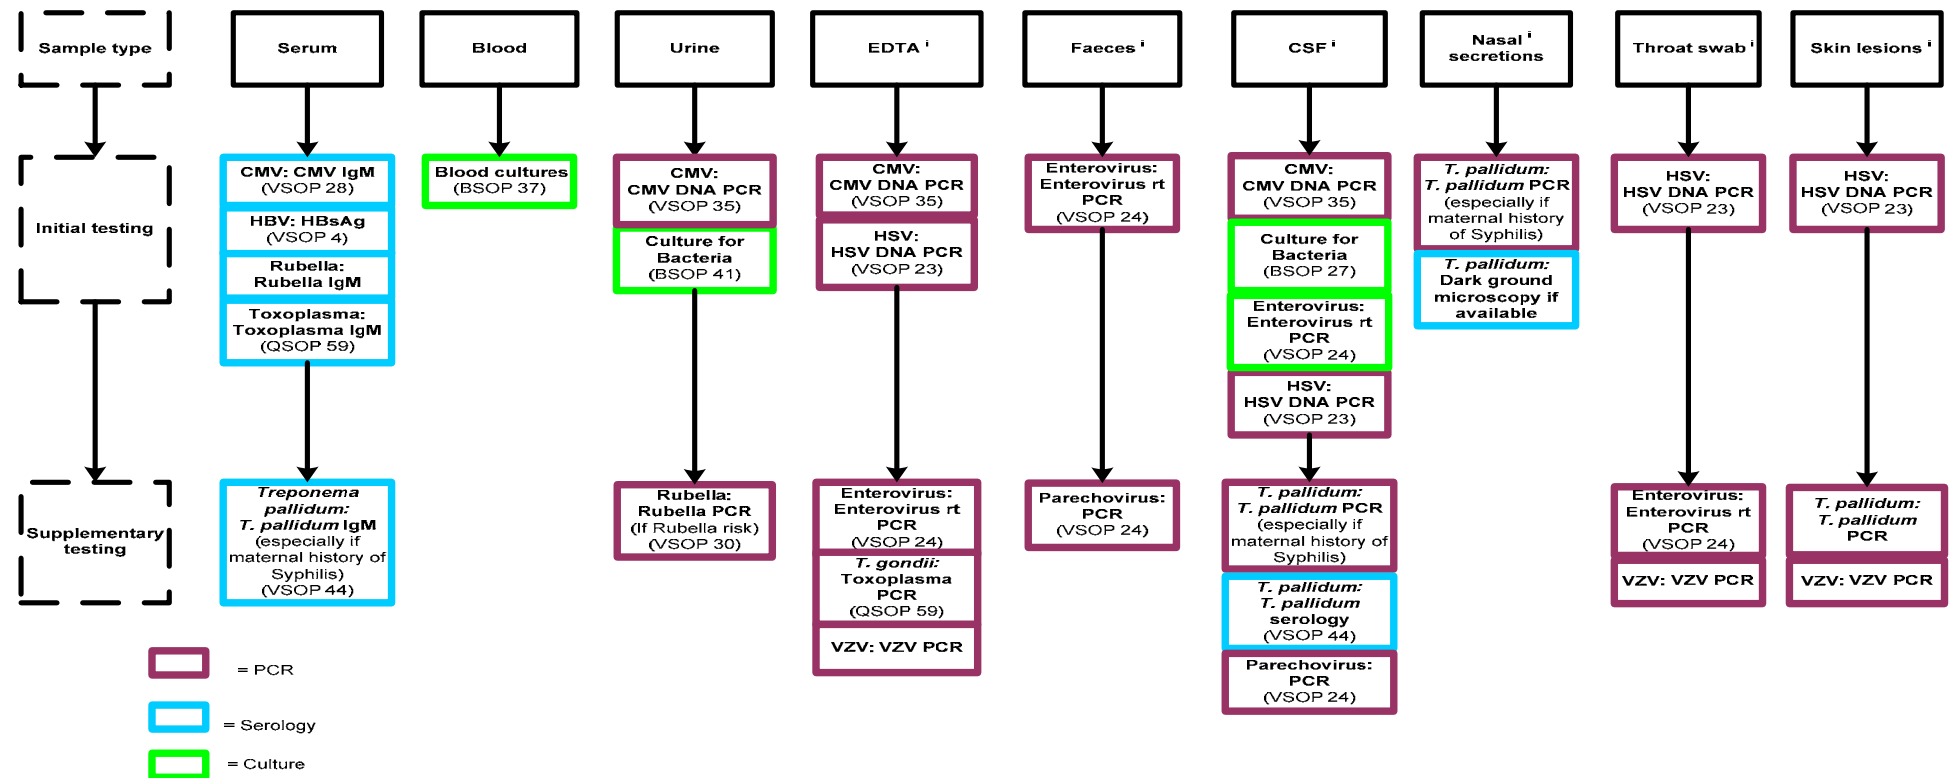 Sample type
Serum
Blood
Urine
EDTA i
Faeces i
CSF i
Nasal i
secretions
Throat swab i
Skin lesions i
Initial testing
CMV: CMV IgM
(VSOP 28)
HBV: HBsAg
(VSOP 4)
Rubella:
Rubella IgM
Toxoplasma:
Toxoplasma IgM
(QSOP 59)
Blood cultures
(BSOP 37)
CMV:
CMV DNA PCR
(VSOP 35)
Culture for
Bacteria
(BSOP 41)
CMV:
CMV DNA PCR
(VSOP 35)
HSV:
HSV DNA PCR
(VSOP 23)
Enterovirus:
Enterovirus rt
PCR
(VSOP 24)
CMV:
CMV DNA PCR
(VSOP 35)
Culture for
Bacteria
(BSOP 27)
Enterovirus:
Enterovirus rt
PCR
(VSOP 24)
HSV:
HSV DNA PCR
(VSOP 23)
T. pallidum:
T. pallidum PCR
(especially if
maternal history
of Syphilis)
T. pallidum:
Dark ground
microscopy if
available
HSV:
HSV DNA PCR
(VSOP 23)
HSV:
HSV DNA PCR
(VSOP 23)
Supplementary
testing
Treponema
pallidum:
T. pallidum IgM
(especially if
maternal history of
Syphilis)
(VSOP 44)
Rubella:
Rubella PCR
(If Rubella risk)
(VSOP 30)
Enterovirus:
Enterovirus rt
PCR
(VSOP 24)
T. gondii:
Toxoplasma
PCR
(QSOP 59)
VZV: VZV PCR
Parechovirus:
PCR
(VSOP 24)
T. pallidum:
T. pallidum PCR
(especially if
maternal history of
Syphilis)
T. pallidum:
T. pallidum
serology
(VSOP 44)
Parechovirus:
PCR
(VSOP 24)
Enterovirus:
Enterovirus rt
PCR
(VSOP 24)
VZV: VZV PCR
T. pallidum:
T. pallidum
PCR
VZV: VZV PCR
= PCR
= Serology
= Culture